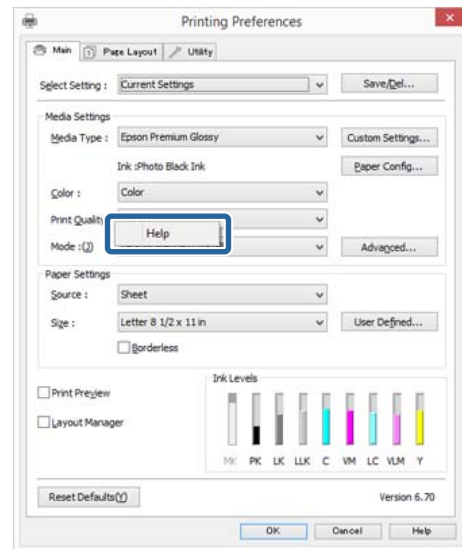 Printing Preferences
×
Main Page Layout Utility
Select Setting : Current Settings Save/Del...
Media Settings
Media Type : Epson Premium Glossy Custom Settings...
Ink :Photo Black Ink Paper Config...
Color : Color
Print Quality
Help
Mode :(J) Advanced...
Paper Settings
Source : Sheet
Size : Letter 8 1/2 x 11 in User Defined...
Borderless
Print Preview
Layout Manager
Ink Levels
MK PK LK LLK C VM LC VLM Y
Reset Defaults(Y) Version 6.70
OK Cancel Help